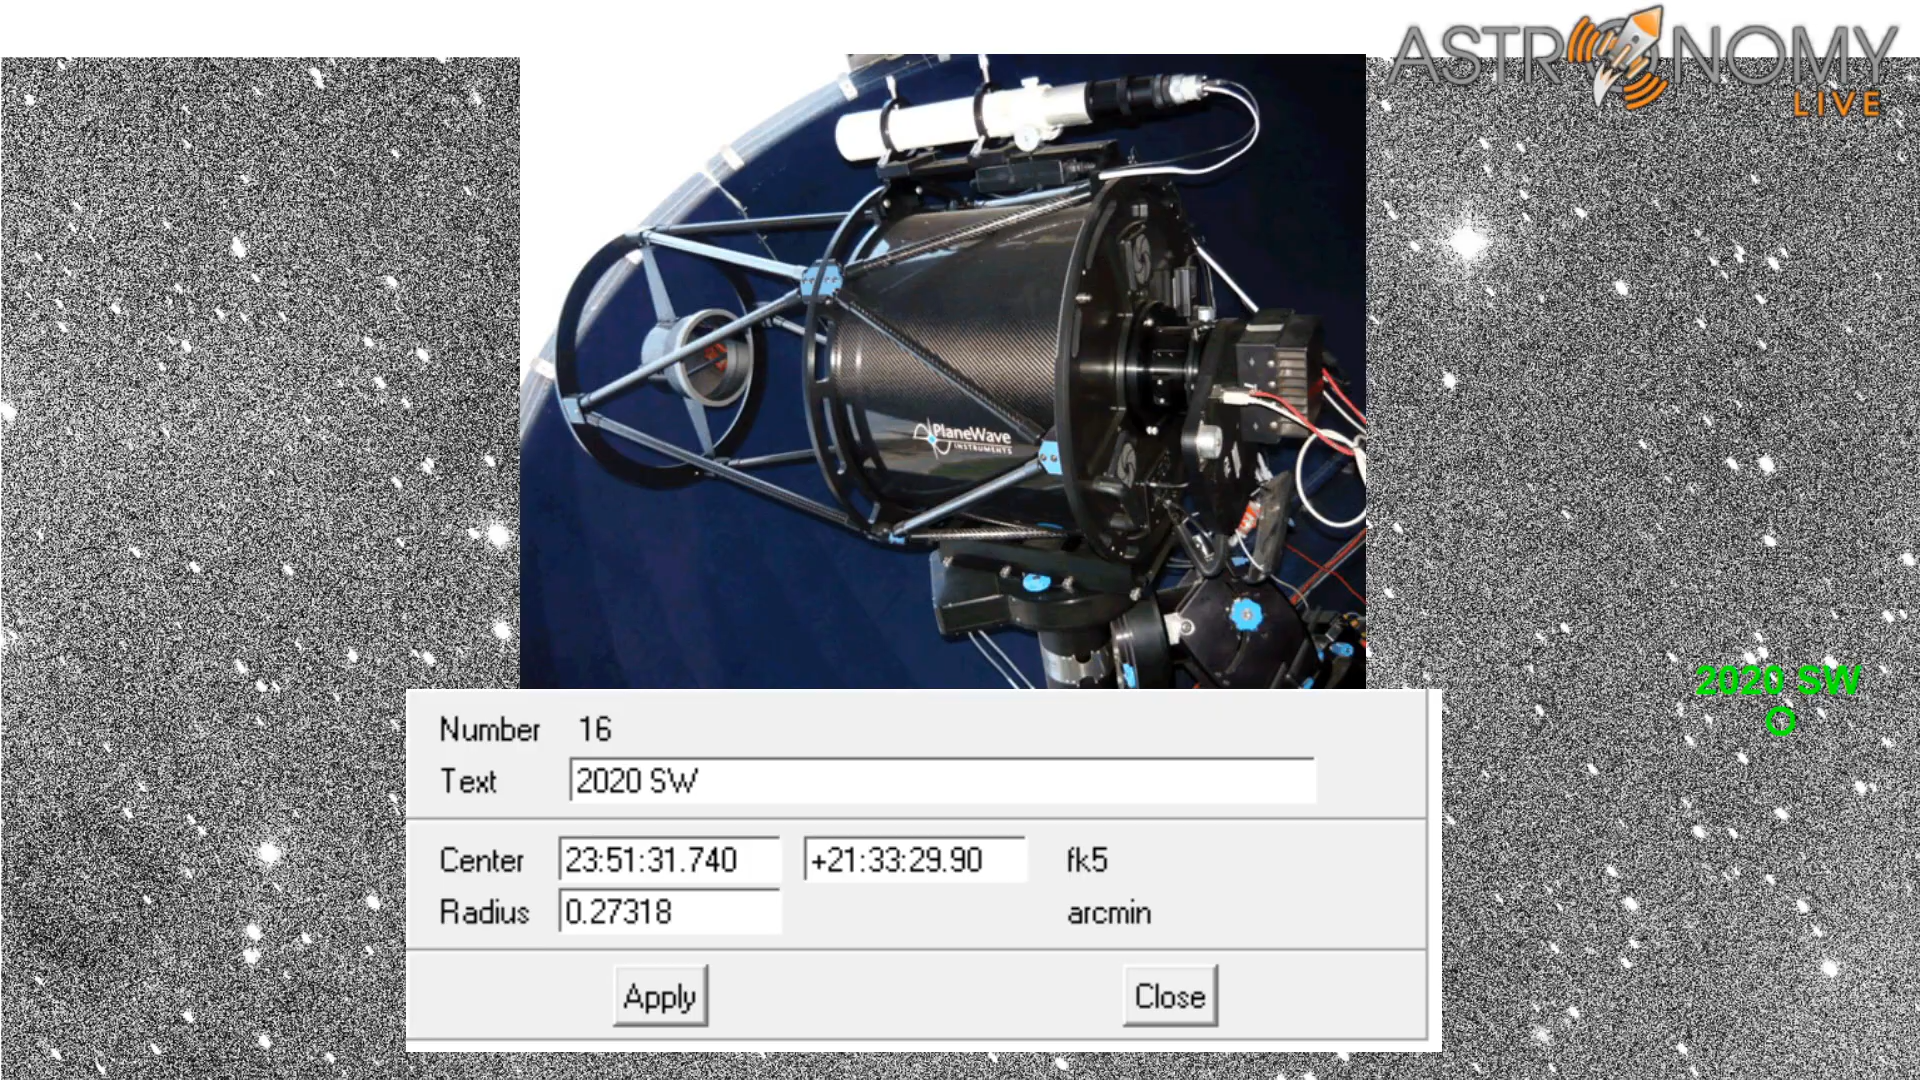 ASTRONOMY
LIVE
PlaneWave
INSTRUMENTS
2020 SW
Number 16
Text 2020 SW
Center 23:51:31.740 +21:33:29.90 fk5
Radius 0.27318 arcmin
Apply Close